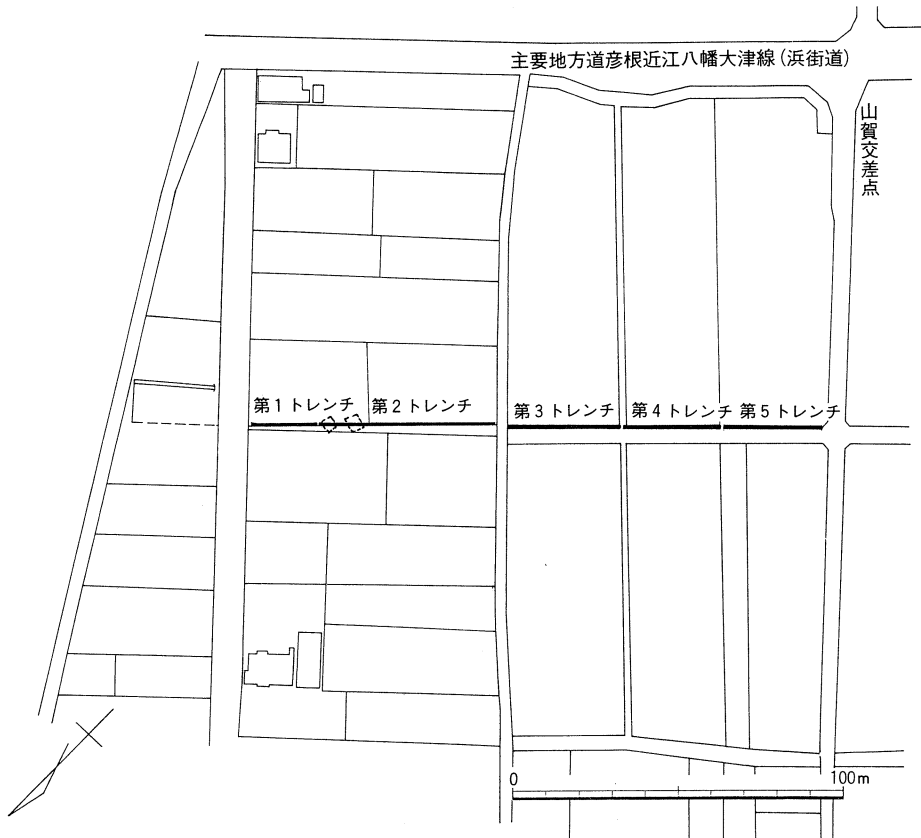 主要地方道彦根近江八幡大津線(浜街道)
山賀交差点
第1トレンチ
第2トレンチ
第3トレンチ
第4トレンチ
第5トレンチ
0
100m